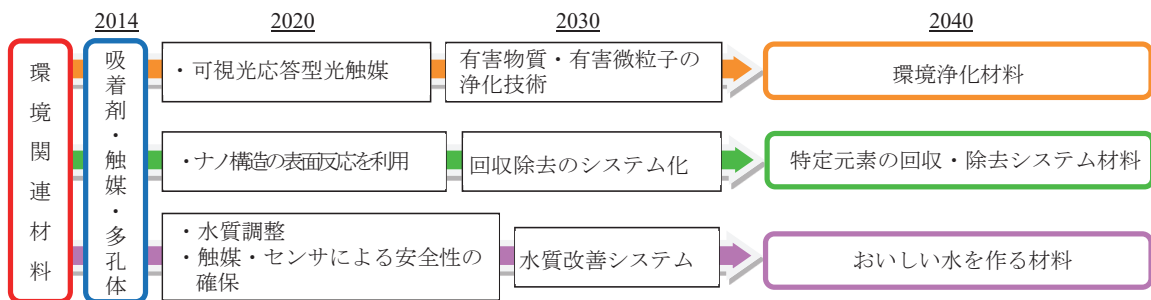 2014
2020
2030
2040
環境関連材料
吸着剤・触媒・多孔体
・可視光応答型光触媒
有害物質・有害微粒子の
浄化技術
環境浄化材料
・ナノ構造の表面反応を利用
回収除去のシステム化
特定元素の回収・除去システム材料
・水質調整
・触媒・センサによる安全性の
確保
水質改善システム
おいしい水を作る材料